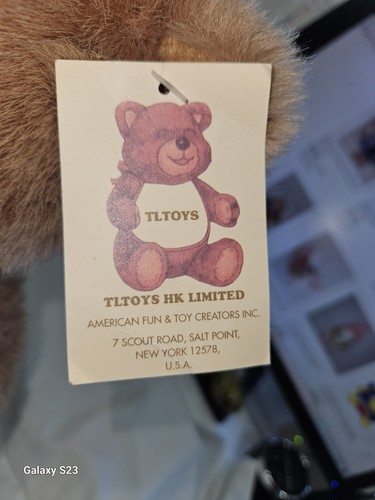 TLTOYS
TLTOYS HK LIMITED
AMERICAN FUN & TOY CREATORS INC.
7 SCOUT ROAD, SALT POINT,
NEW YORK 12578,
U.S.A.
Galaxy S23